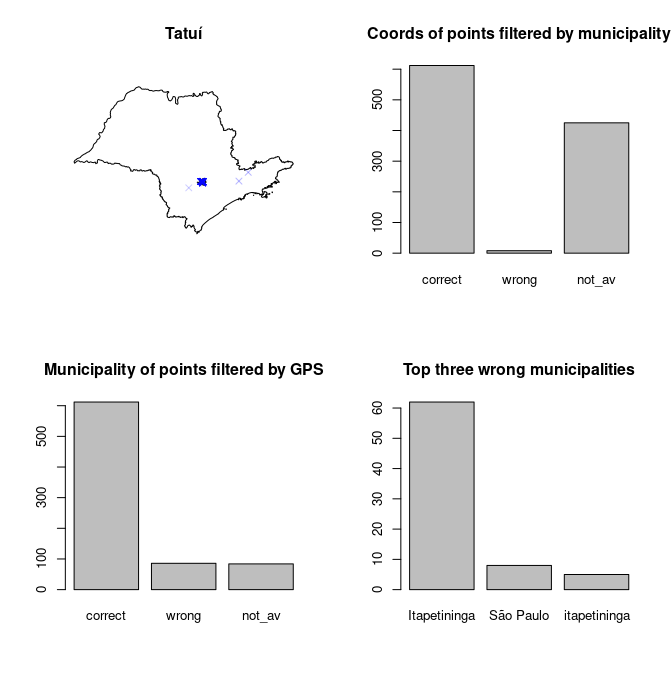 Tatuí
Coords of points filtered by municipality
500
300
100
0
correct wrong not_av
Municipality of points filtered by GPS
500
300
100
0
correct wrong not_av
Top three wrong municipalities
60
50
40
30
20
10
0
Itapetininga São Paulo itapetininga